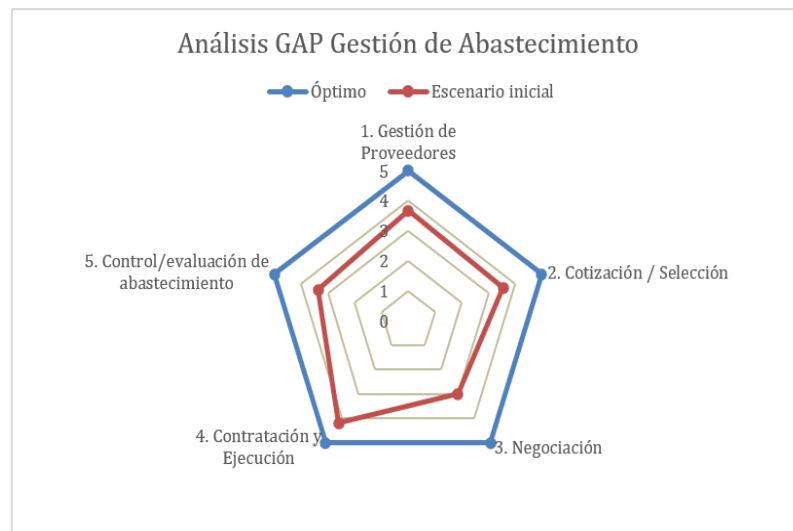 Análisis GAP Gestión de Abastecimiento
Óptimo
Escenario inicial
1. Gestión de
Proveedores
5
4
3
2
1
0
2. Cotización / Selección
3. Negociación
4. Contratación y
Ejecución
5. Control/evaluación de
abastecimiento